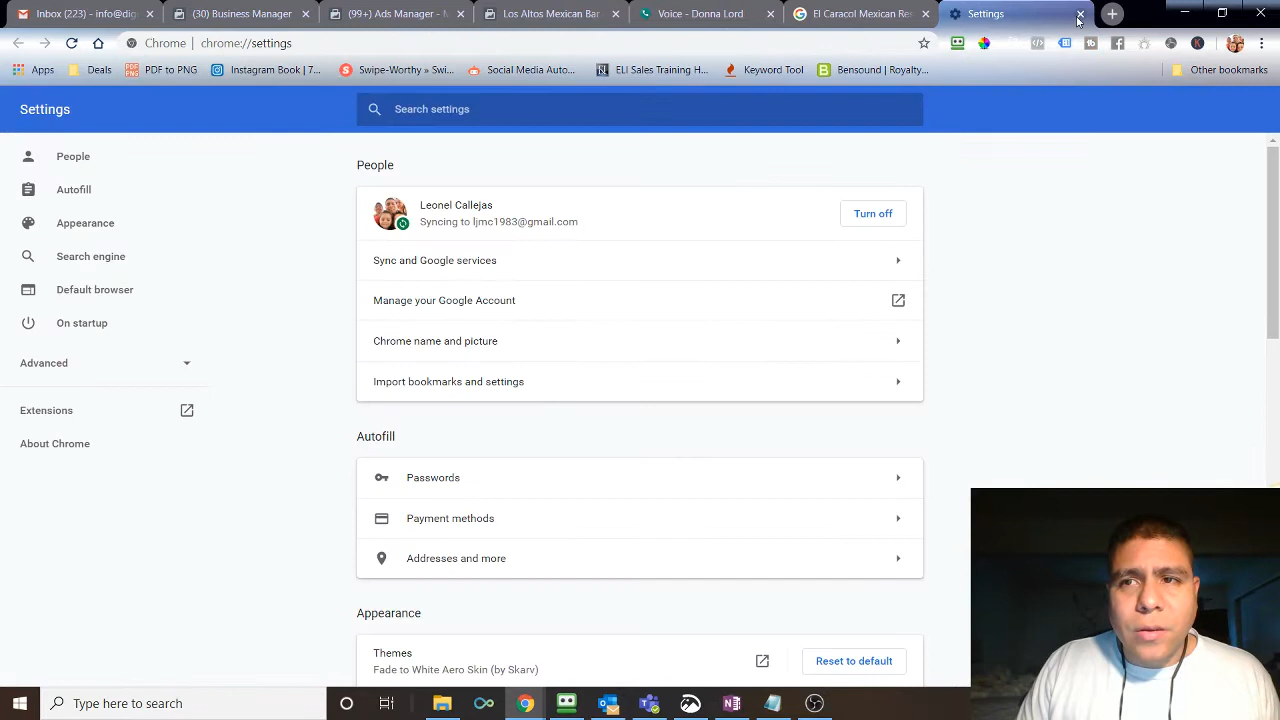 Inbox (223) - info@dig
(30) Business Manager
(99+) Ads Manager - M
Los Altos Mexican Bar
Voice - Donna Lord
El Caracol Mexican Res
Settings
Chrome | chrome://settings
Apps
Deals
PDF to PNG
Instagram Book | 7...
Swipe-Worthy » Swi...
Social Media Auto...
ELI Sales Training H...
Keyword Tool
Bensound | Royalty...
Other bookmarks
Settings
Search settings
People
Autofill
Appearance
Search engine
Default browser
On startup
Advanced
Extensions
About Chrome
People
Leonel Callejas
Syncing to ljmc1983@gmail.com
Turn off
Sync and Google services
Manage your Google Account
Chrome name and picture
Import bookmarks and settings
Autofill
Passwords
Payment methods
Addresses and more
Appearance
Themes
Fade to White Aero Skin (by Skarv)
Reset to default
Type here to search